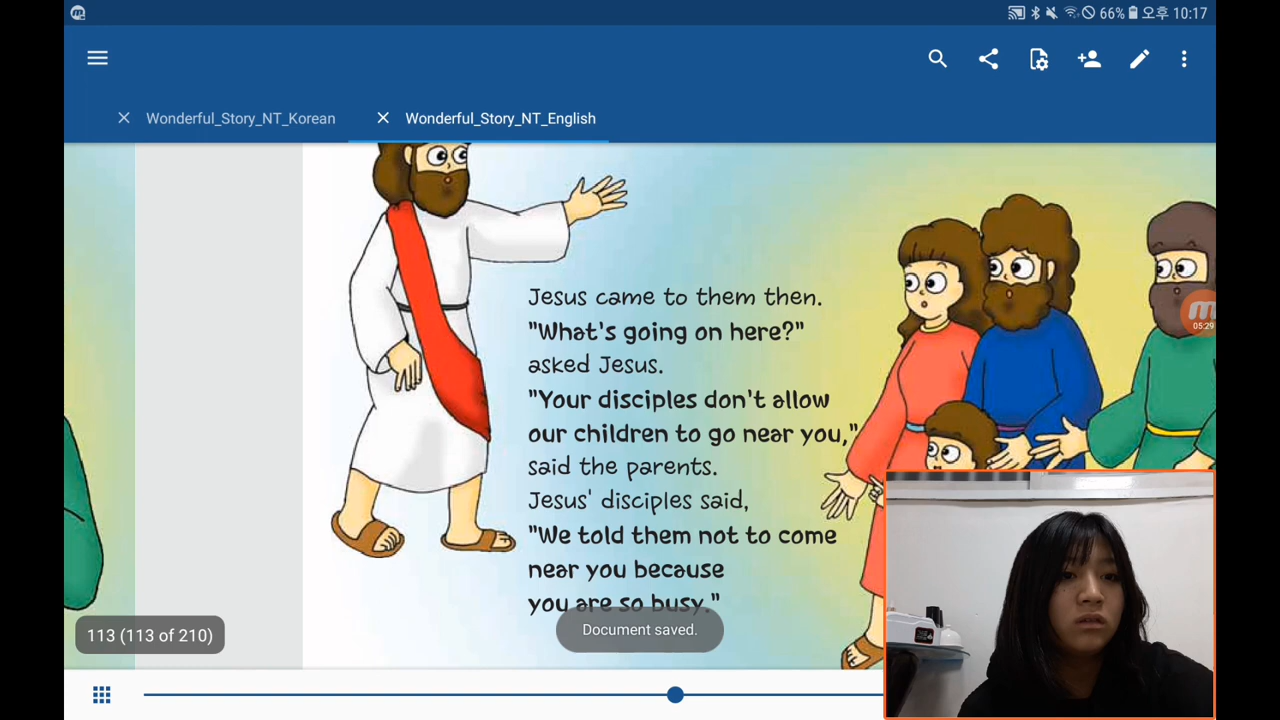 66% 오후 10:17
Wonderful_Story_NT_Korean
Wonderful_Story_NT_English
Jesus came to them then.
"What's going on here?"
asked Jesus.
"Your disciples don't allow
our children to go near you,"
said the parents.
Jesus' disciples said,
"We told them not to come
near you because
you are so busy."
05:29
113 (113 of 210)
Document saved.